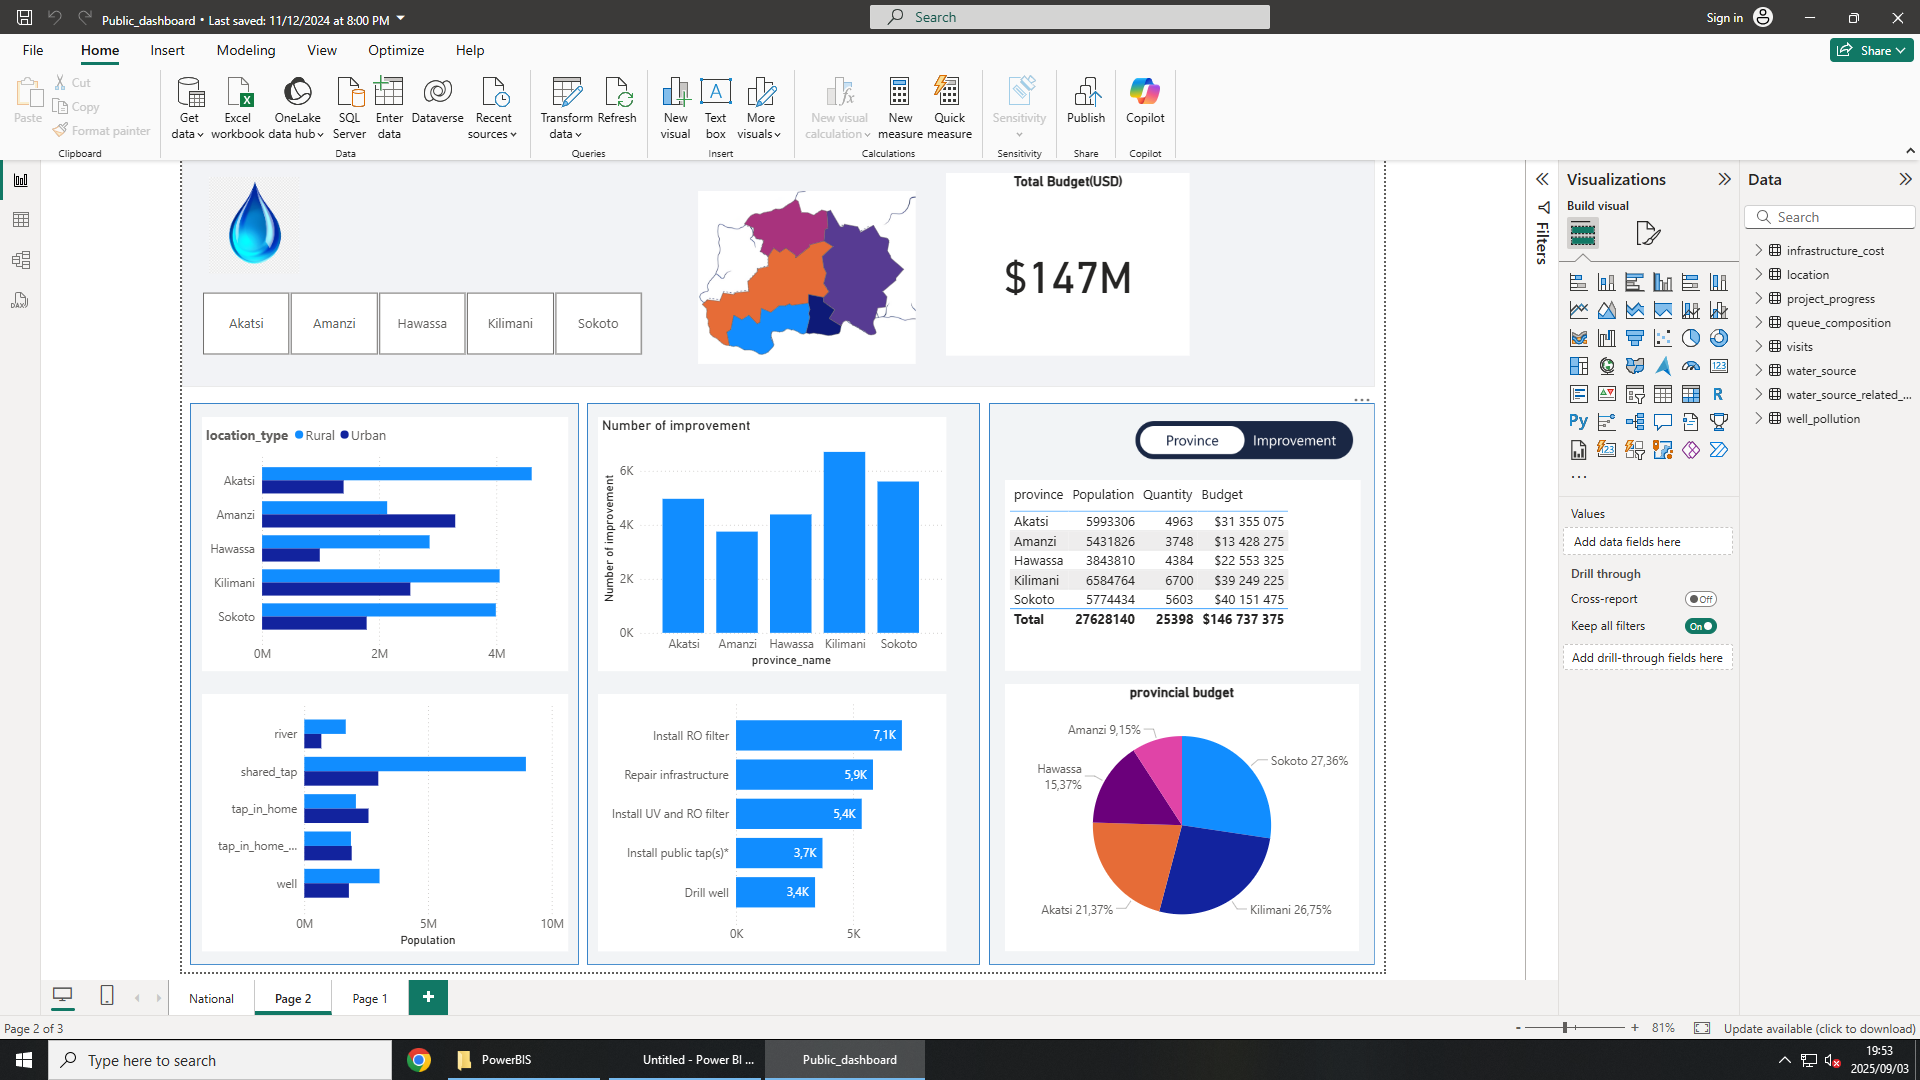 Public_dashboard • Last saved: 11/12/2024 at 8:00 PM
Search
Sign in
File
Home
Insert
Modeling
View
Optimize
Help
Share
Paste
Cut
Copy
Format painter
Clipboard
Get data
Excel workbook
OneLake data hub
SQL Server
Enter data
Dataverse
Recent sources
Data
Transform data
Refresh
Queries
New visual
Text box
More visuals
Insert
New visual calculation
New measure
Quick measure
Calculations
Sensitivity
Sensitivity
Publish
Share
Copilot
Copilot
DAX
Akatsi
Amanzi
Hawassa
Kilimani
Sokoto
Total Budget(USD)
$147M
location_type Rural Urban
Akatsi
Amanzi
Hawassa
Kilimani
Sokoto
0M 2M 4M
river
shared_tap
tap_in_home
tap_in_home_...
well
0M 5M 10M
Population
Number of improvement
Number of improvement
6K
4K
2K
0K
Akatsi Amanzi Hawassa Kilimani Sokoto
province_name
Install RO filter 7,1K
Repair infrastructure 5,9K
Install UV and RO filter 5,4K
Install public tap(s)* 3,7K
Drill well 3,4K
0K 5K
Province Improvement
province Population Quantity Budget
Akatsi 5993306 4963 $31 355 075
Amanzi 5431826 3748 $13 428 275
Hawassa 3843810 4384 $22 553 325
Kilimani 6584764 6700 $39 249 225
Sokoto 5774434 5603 $40 151 475
Total 27628140 25398 $146 737 375
provincial budget
Amanzi 9,15%
Sokoto 27,36%
Hawassa
15,37%
Akatsi 21,37%
Kilimani 26,75%
Filters
Visualizations
Build visual
123
R
Py
123
Values
Add data fields here
Drill through
Cross-report Off
Keep all filters On
Add drill-through fields here
Data
Search
infrastructure_cost
location
project_progress
queue_composition
visits
water_source
water_source_related_...
well_pollution
National
Page 2
Page 1
+
Page 2 of 3
- + 81%
Update available (click to download)
Type here to search
PowerBIS
Untitled - Power BI ...
Public_dashboard
19:53
2025/09/03